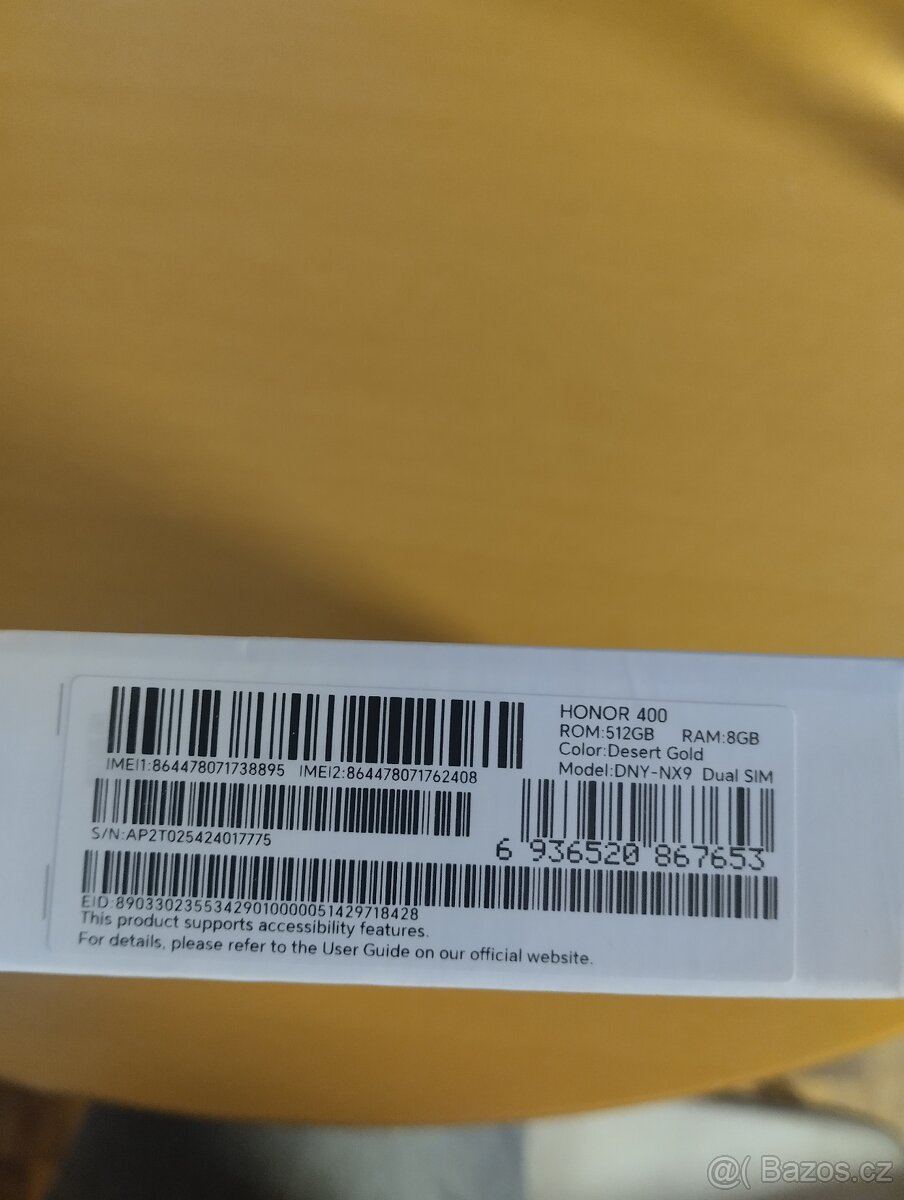 HONOR 400
ROM:512GB RAM:8GB
Color:Desert Gold
Model:DNY-NX9 Dual SIM
IMEI1:864478071738895 IMEI2:864478071762408
S/N:AP2T025424017775
6 936520 867653
EID:89033023553429010000051429718428
This product supports accessibility features.
For details, please refer to the User Guide on our official website.
@( Bazos.cz